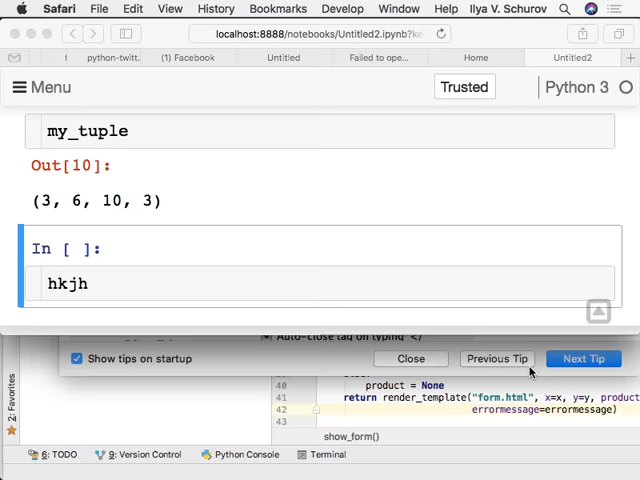 Safari File Edit View History Bookmarks Develop Window Help Ilya V. Schurov
localhost:8888/notebooks/Untitled2.ipynb?ke
python-twitt... (1) Facebook Untitled Failed to ope... Home Untitled2
Menu Trusted Python 3
my_tuple
Out[10]:
(3, 6, 10, 3)
In [ ]:
hkjh
Auto-close tag on typing </
Show tips on startup Close Previous Tip Next Tip
40 product = None
41 return render_template("form.html", x=x, y=y, product
42 errormessage=errormessage)
43
show_form()
2: Favorites
6: TODO 9: Version Control Python Console Terminal